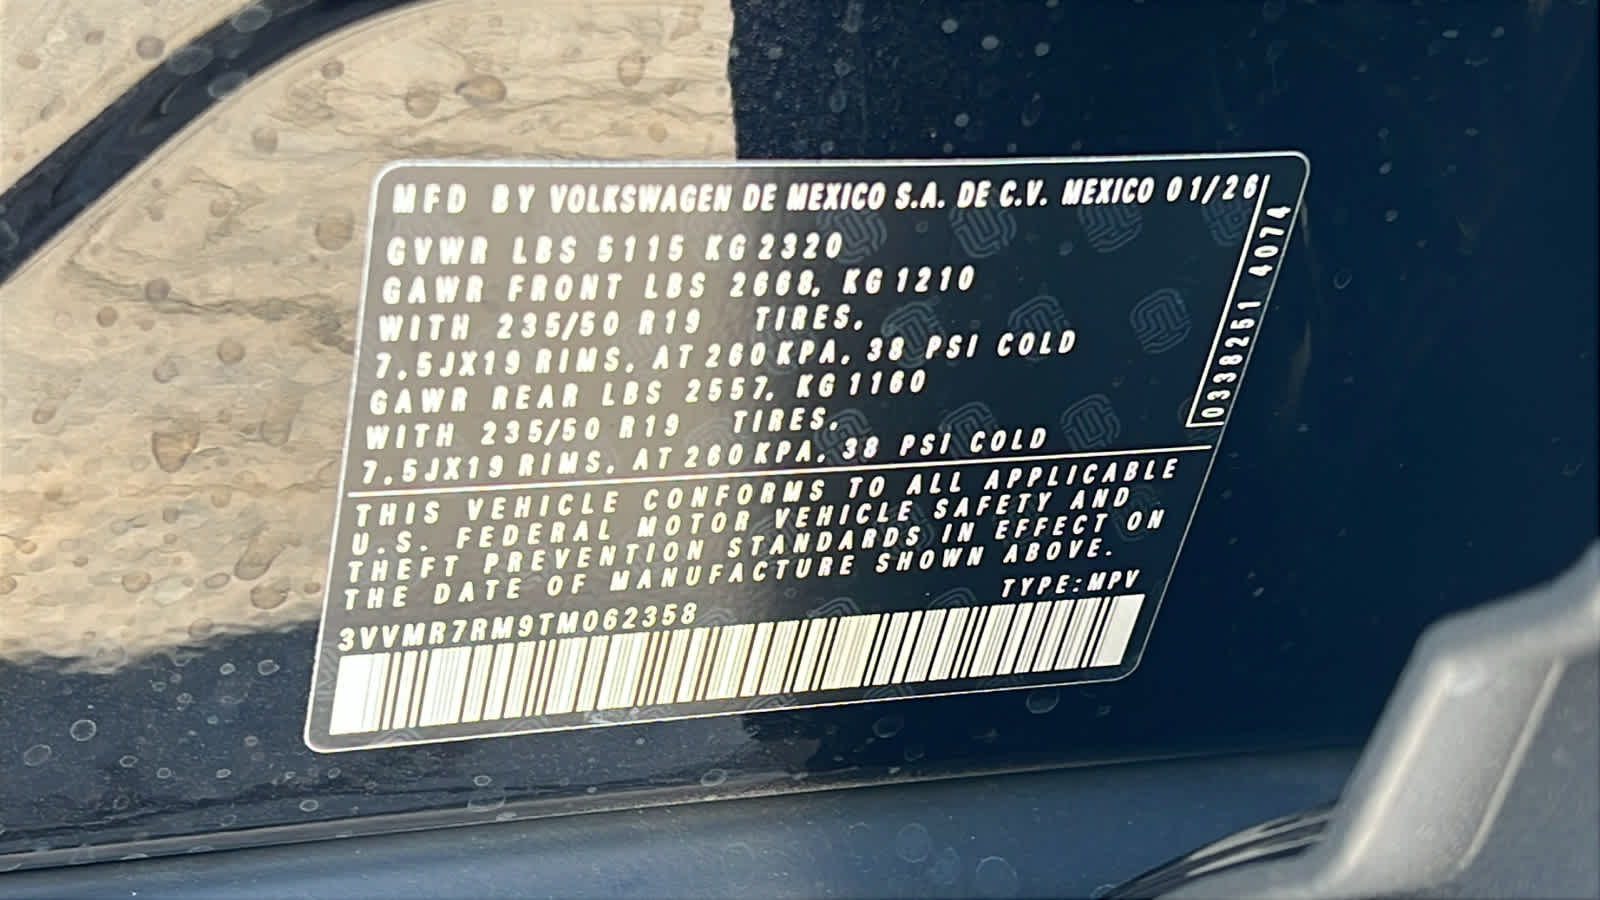 MFD BY VOLKSWAGEN DE MEXICO S.A. DE C.V. MEXICO 01/26
GVWR LBS 5115 KG 2320
GAWR FRONT LBS 2668, KG 1210
WITH 235/50 R19 TIRES,
7,5JX19 RIMS, AT 260 KPA, 38 PSI COLD
GAWR REAR LBS 2557, KG 1160
WITH 235/50 R19 TIRES,
7,5JX19 RIMS, AT 260 KPA, 38 PSI COLD
0338251 4074
THIS VEHICLE CONFORMS TO ALL APPLICABLE
U.S. FEDERAL MOTOR VEHICLE SAFETY AND
THEFT PREVENTION STANDARDS IN EFFECT ON
THE DATE OF MANUFACTURE SHOWN ABOVE.
TYPE:MPV
3VVMR7RM9TM062358